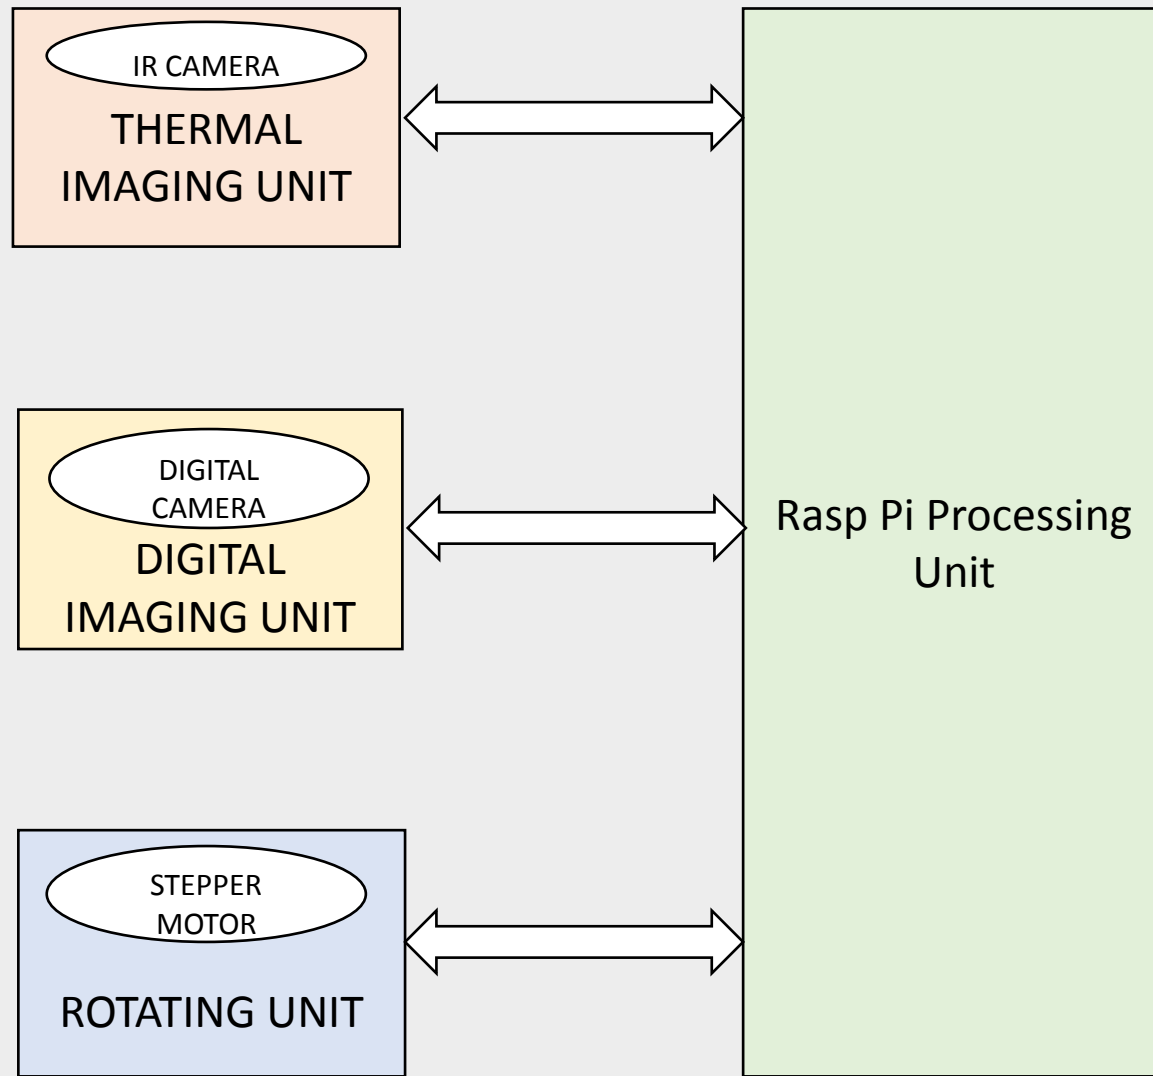 IR CAMERA
THERMAL
IMAGING UNIT
DIGITAL
CAMERA
DIGITAL
IMAGING UNIT
STEPPER
MOTOR
ROTATING UNIT
Rasp Pi Processing
Unit